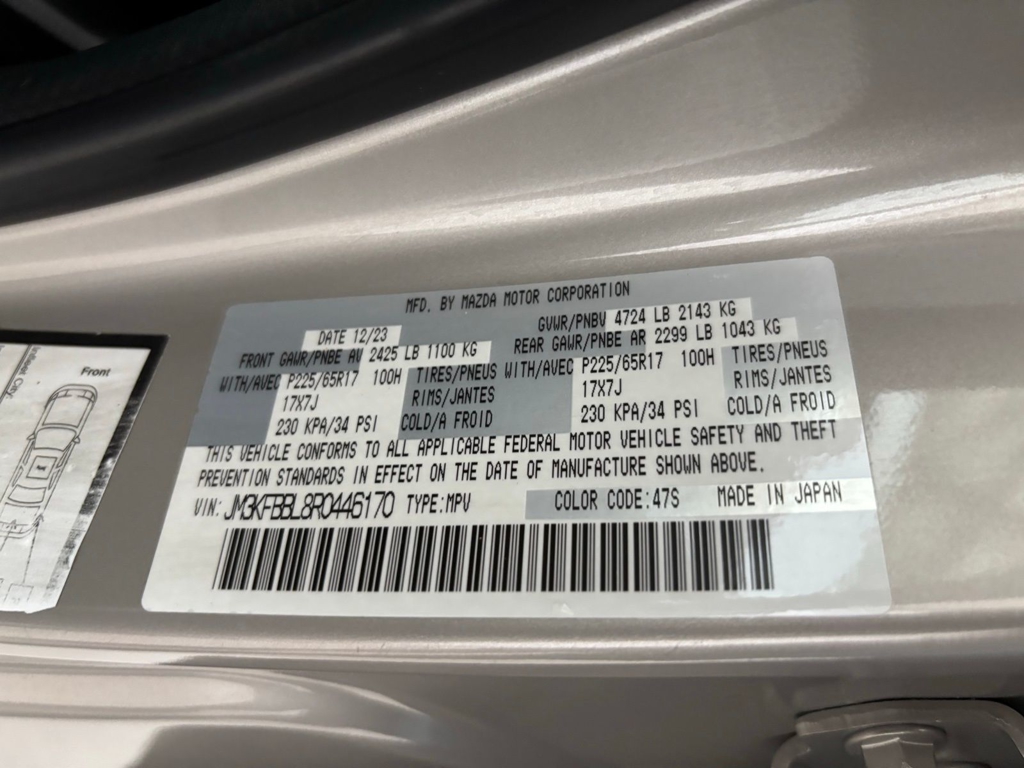 MFD. BY MAZDA MOTOR CORPORATION
DATE 12/23 GVWR/PNBV 4724 LB 2143 KG
FRONT GAWR/PNBE AV 2425 LB 1100 KG REAR GAWR/PNBE AR 2299 LB 1043 KG
WITH/AVEC P225/65R17 100H TIRES/PNEUS WITH/AVEC P225/65R17 100H TIRES/PNEUS
17X7J RIMS/JANTES 17X7J RIMS/JANTES
230 KPA/34 PSI COLD/A FROID 230 KPA/34 PSI COLD/A FROID
THIS VEHICLE CONFORMS TO ALL APPLICABLE FEDERAL MOTOR VEHICLE SAFETY AND THEFT
PREVENTION STANDARDS IN EFFECT ON THE DATE OF MANUFACTURE SHOWN ABOVE.
VIN: JM3KFBBL8R0446170 TYPE:MPV COLOR CODE:47S MADE IN JAPAN
Front